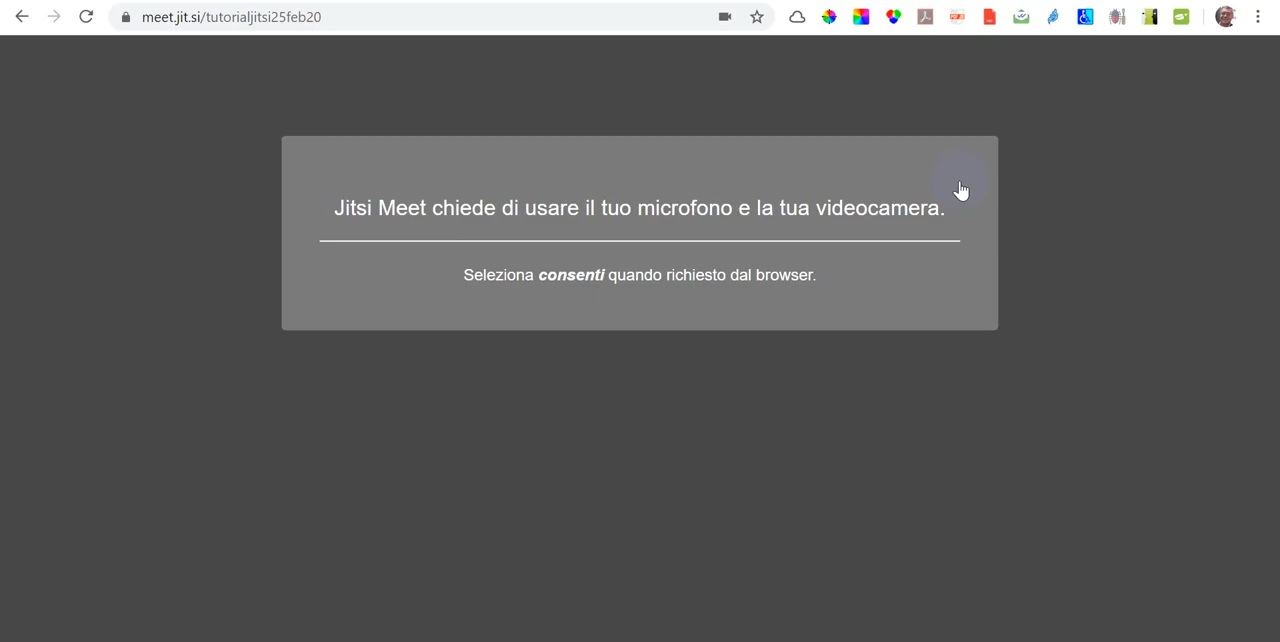 meet.jit.si/tutorialjitsi25feb20
Jitsi Meet chiede di usare il tuo microfono e la tua videocamera.
Seleziona consenti quando richiesto dal browser.